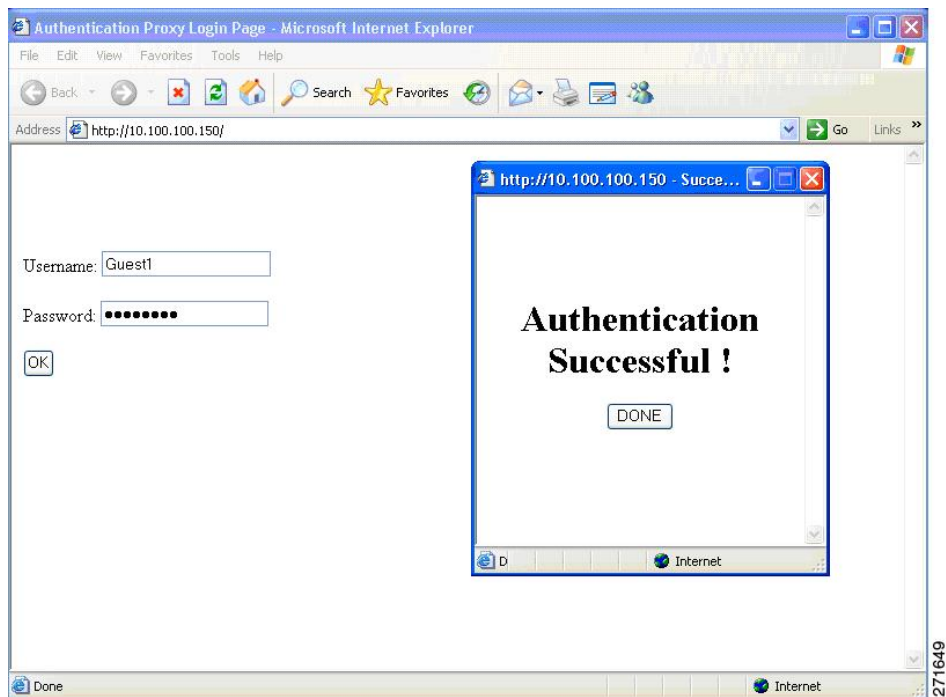 Authentication Proxy Login Page - Microsoft Internet Explorer
File Edit View Favorites Tools Help
Back Search Favorites
Address http://10.100.100.150/ Go Links »
http://10.100.100.150 - Succe...
Username: Guest1
Password: ••••••••
OK
Authentication
Successful !
DONE
D Internet
Done Internet
271649